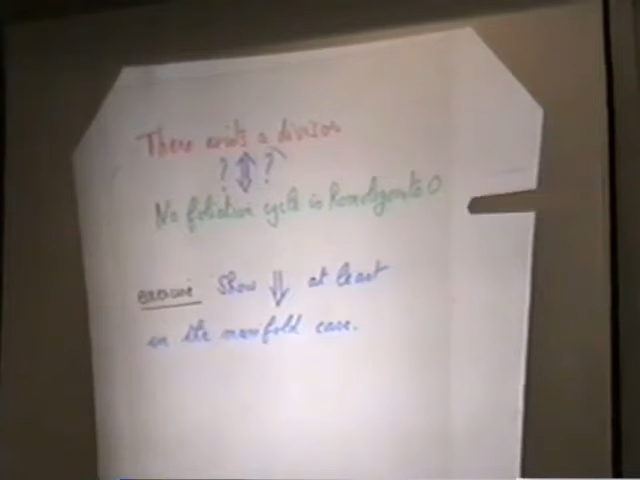 There exists a divisor
? ⇕ ?
No foliation cycle is homologous to 0
exercise Show ⇓ at least
in the manifold case.